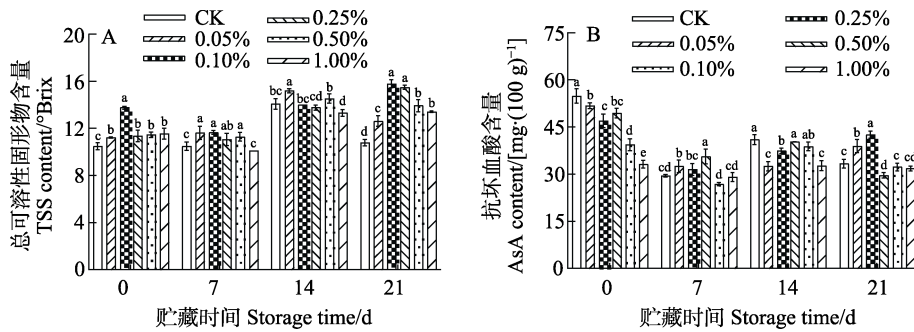 A
CK
0.05%
0.10%
0.25%
0.50%
1.00%
总可溶性固形物含量
TSS content/°Brix
20
16
12
8
4
0
c b a b b b
c a a ab a c
bc a bc cd b d
d c a a b b
0 7 14 21
贮藏时间 Storage time/d
B
CK
0.05%
0.10%
0.25%
0.50%
1.00%
抗坏血酸含量
AsA content/[mg·(100 g)⁻¹]
75
60
45
30
15
0
a b c c d e
cd b b a d cd
a c b a b c
c b a d c cd
0 7 14 21
贮藏时间 Storage time/d